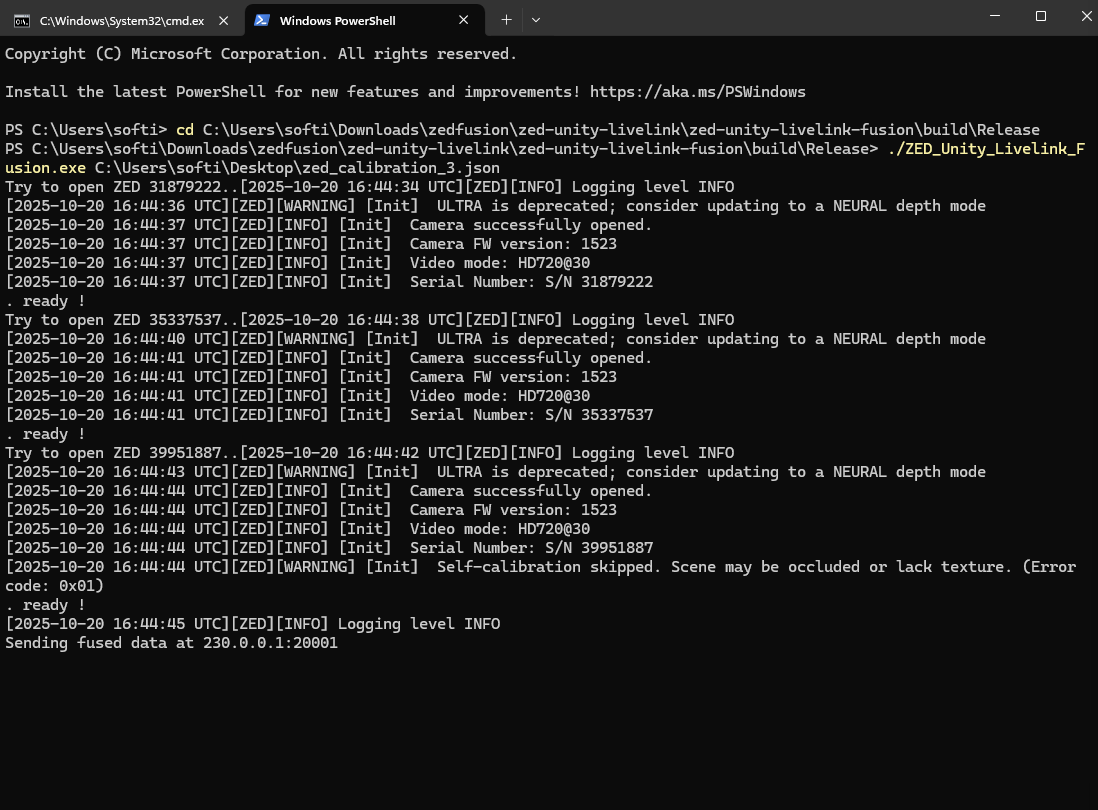 C:\Windows\System32\cmd.ex
Windows PowerShell
Copyright (C) Microsoft Corporation. All rights reserved.
Install the latest PowerShell for new features and improvements! https://aka.ms/PSWindows
PS C:\Users\softi> cd C:\Users\softi\Downloads\zedfusion\zed-unity-livelink\zed-unity-livelink-fusion\build\Release
PS C:\Users\softi\Downloads\zedfusion\zed-unity-livelink\zed-unity-livelink-fusion\build\Release> ./ZED_Unity_Livelink_F
usion.exe C:\Users\softi\Desktop\zed_calibration_3.json
Try to open ZED 31879222..[2025-10-20 16:44:34 UTC][ZED][INFO] Logging level INFO
[2025-10-20 16:44:36 UTC][ZED][WARNING] [Init]  ULTRA is deprecated; consider updating to a NEURAL depth mode
[2025-10-20 16:44:37 UTC][ZED][INFO] [Init]  Camera successfully opened.
[2025-10-20 16:44:37 UTC][ZED][INFO] [Init]  Camera FW version: 1523
[2025-10-20 16:44:37 UTC][ZED][INFO] [Init]  Video mode: HD720@30
[2025-10-20 16:44:37 UTC][ZED][INFO] [Init]  Serial Number: S/N 31879222
. ready !
Try to open ZED 35337537..[2025-10-20 16:44:38 UTC][ZED][INFO] Logging level INFO
[2025-10-20 16:44:40 UTC][ZED][WARNING] [Init]  ULTRA is deprecated; consider updating to a NEURAL depth mode
[2025-10-20 16:44:41 UTC][ZED][INFO] [Init]  Camera successfully opened.
[2025-10-20 16:44:41 UTC][ZED][INFO] [Init]  Camera FW version: 1523
[2025-10-20 16:44:41 UTC][ZED][INFO] [Init]  Video mode: HD720@30
[2025-10-20 16:44:41 UTC][ZED][INFO] [Init]  Serial Number: S/N 35337537
. ready !
Try to open ZED 39951887..[2025-10-20 16:44:42 UTC][ZED][INFO] Logging level INFO
[2025-10-20 16:44:43 UTC][ZED][WARNING] [Init]  ULTRA is deprecated; consider updating to a NEURAL depth mode
[2025-10-20 16:44:44 UTC][ZED][INFO] [Init]  Camera successfully opened.
[2025-10-20 16:44:44 UTC][ZED][INFO] [Init]  Camera FW version: 1523
[2025-10-20 16:44:44 UTC][ZED][INFO] [Init]  Video mode: HD720@30
[2025-10-20 16:44:44 UTC][ZED][INFO] [Init]  Serial Number: S/N 39951887
[2025-10-20 16:44:44 UTC][ZED][WARNING] [Init]  Self-calibration skipped. Scene may be occluded or lack texture. (Error
code: 0x01)
. ready !
[2025-10-20 16:44:45 UTC][ZED][INFO] Logging level INFO
Sending fused data at 230.0.0.1:20001